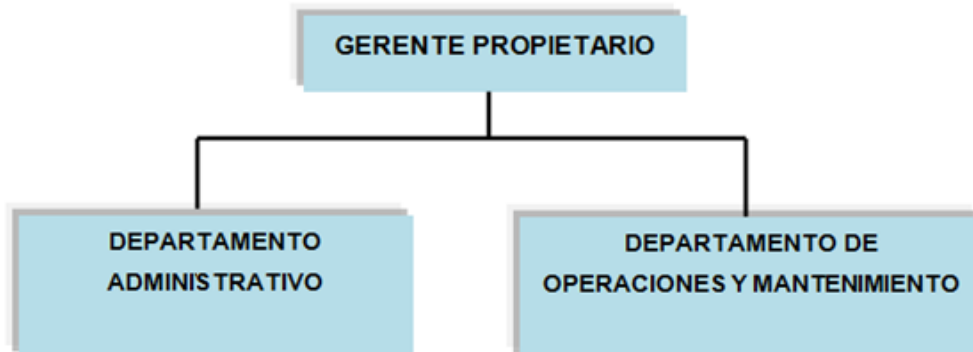 GERENTE PROPIETARIO
DEPARTAMENTO
ADMINISTRATIVO
DEPARTAMENTO DE
OPERACIONES Y MANTENIMIENTO